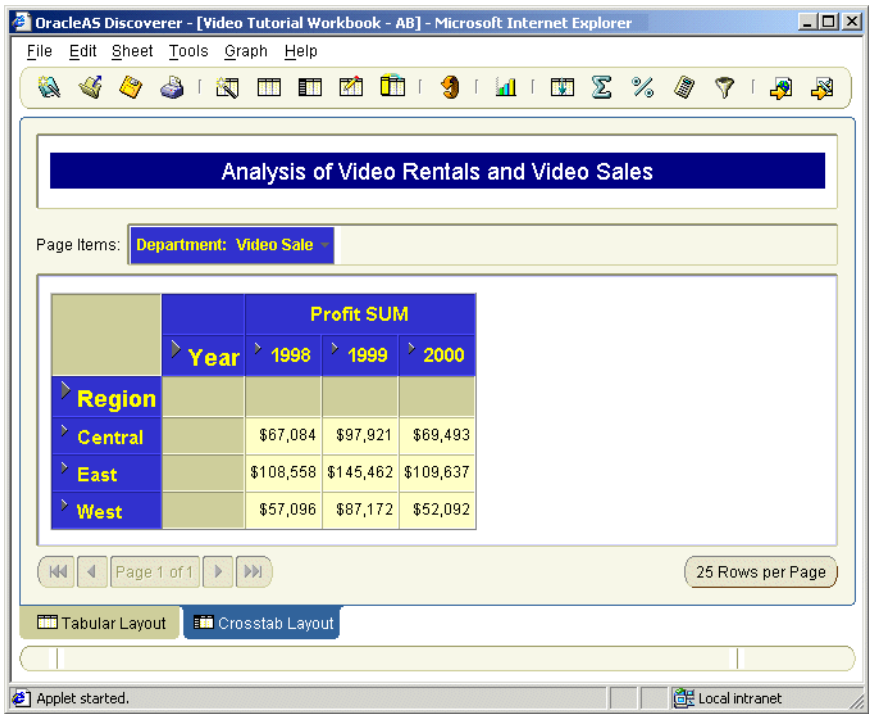 OracleAS Discoverer - [Video Tutorial Workbook - AB] - Microsoft Internet Explorer
File Edit Sheet Tools Graph Help
Analysis of Video Rentals and Video Sales
Page Items: Department: Video Sale
Profit SUM
Year 1998 1999 2000
Region
Central $67,084 $97,921 $69,493
East $108,558 $145,462 $109,637
West $57,096 $87,172 $52,092
Page 1 of 1 25 Rows per Page
Tabular Layout Crosstab Layout
Applet started. Local intranet